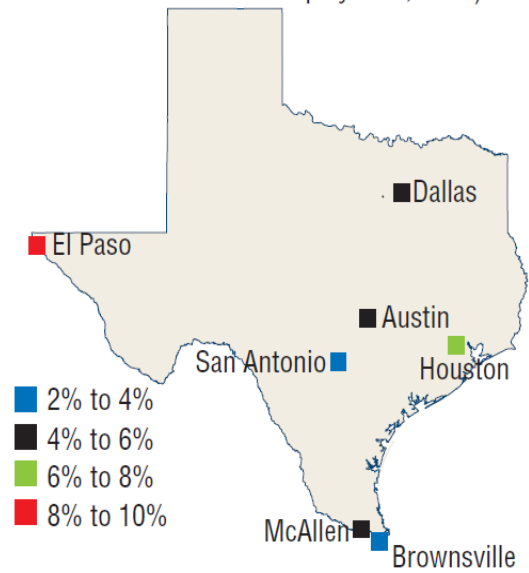 Dallas
El Paso
Austin
San Antonio
Houston
2% to 4%
4% to 6%
6% to 8%
8% to 10%
McAllen
Brownsville